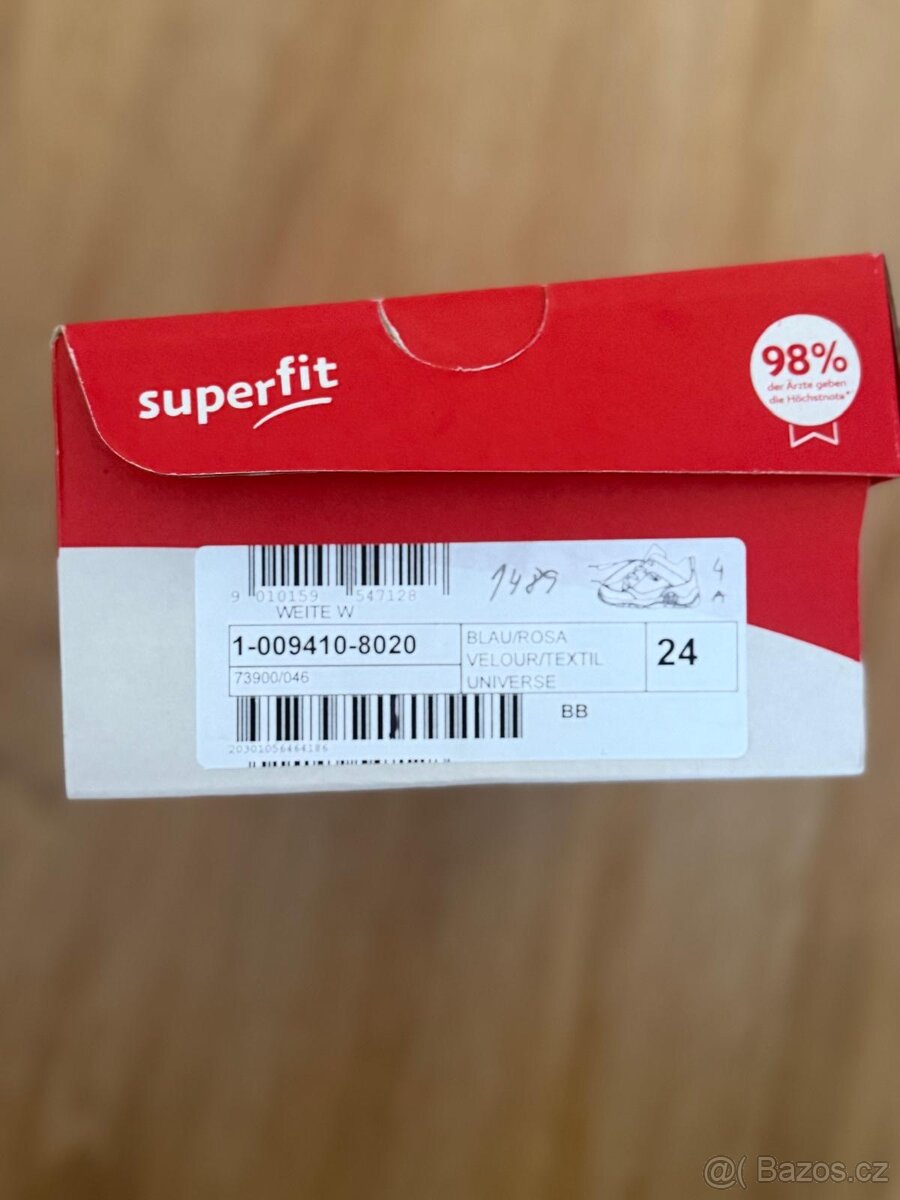 superfit
98%
der Ärzte geben
die Höchstnote*
9 010159 547128
WEITE W
1489
4
A
1-009410-8020
73900/046
BLAU/ROSA
VELOUR/TEXTIL
UNIVERSE
24
BB
20301056464186
@( Bazos.cz